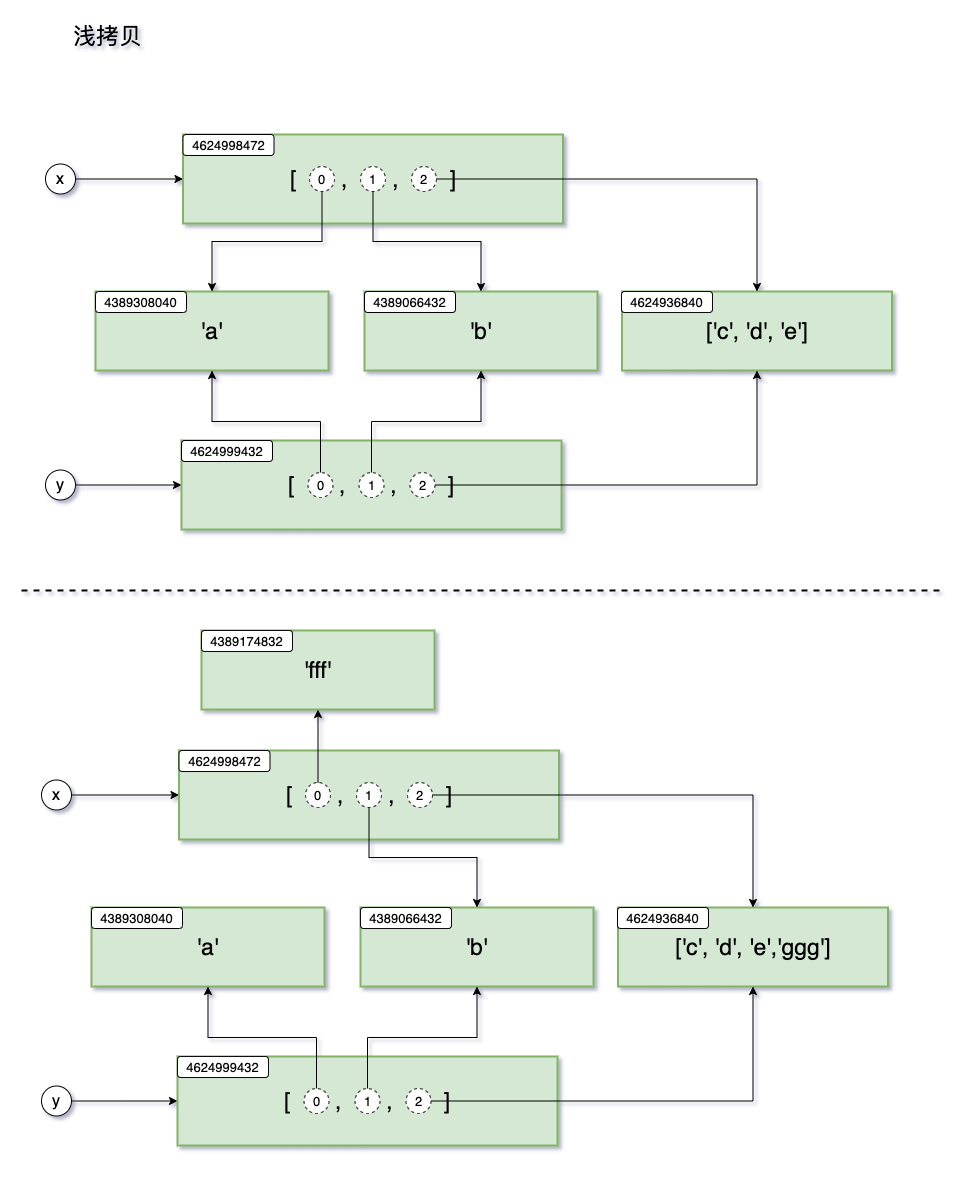 浅拷贝
4624998472
x
[ 0 , 1 , 2 ]
4389308040
'a'
4389066432
'b'
4624936840
['c', 'd', 'e']
4624999432
y
[ 0 , 1 , 2 ]
4389174832
'fff'
4624998472
x
[ 0 , 1 , 2 ]
4389308040
'a'
4389066432
'b'
4624936840
['c', 'd', 'e','ggg']
4624999432
y
[ 0 , 1 , 2 ]